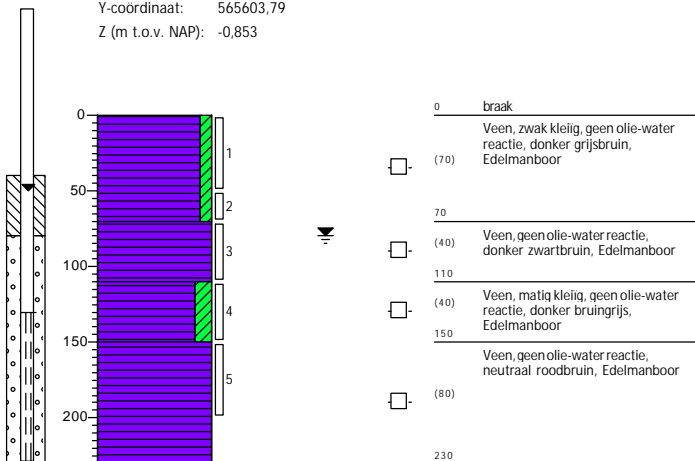 Y-coördinaat: 565603,79
Z (m t.o.v. NAP): -0,853
0
50
100
150
200
1
2
3
4
5
0 braak
Veen, zwak kleiïg, geen olie-water
reactie, donker grijsbruin,
(70) Edelmanboor
70
Veen, geen olie-water reactie,
(40) donker zwartbruin, Edelmanboor
110
Veen, matig kleiïg, geen olie-water
(40) reactie, donker bruingrijs,
Edelmanboor
150
Veen, geen olie-water reactie,
neutraal roodbruin, Edelmanboor
(80)
230